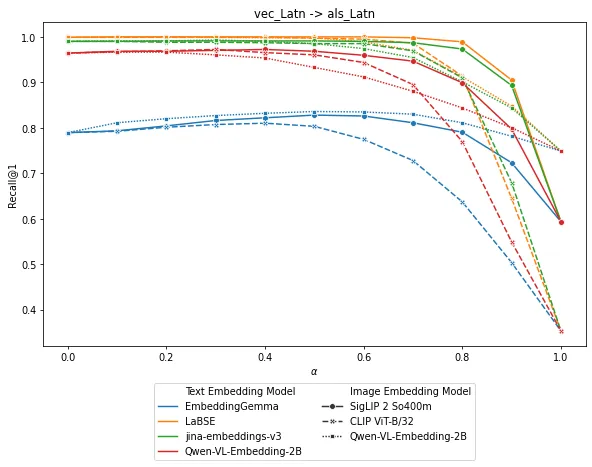 vec_Latn -> als_Latn
1.0
0.9
0.8
0.7
0.6
0.5
0.4
Recall@1
0.0 0.2 0.4 0.6 0.8 1.0
α
Text Embedding Model Image Embedding Model
EmbeddingGemma SigLIP 2 So400m
LaBSE CLIP ViT-B/32
jina-embeddings-v3 Qwen-VL-Embedding-2B
Qwen-VL-Embedding-2B